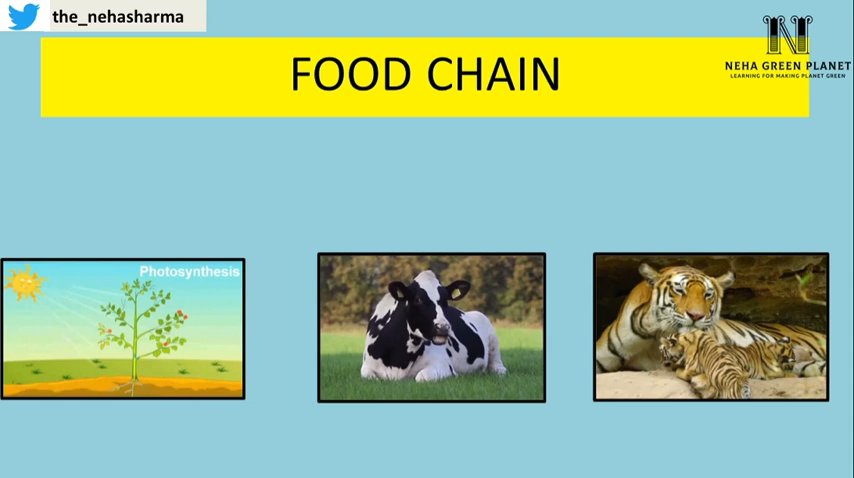 the_nehasharma
N
NEHA GREEN PLANET
LEARNING FOR MAKING PLANET GREEN
FOOD CHAIN
Photosynthesis